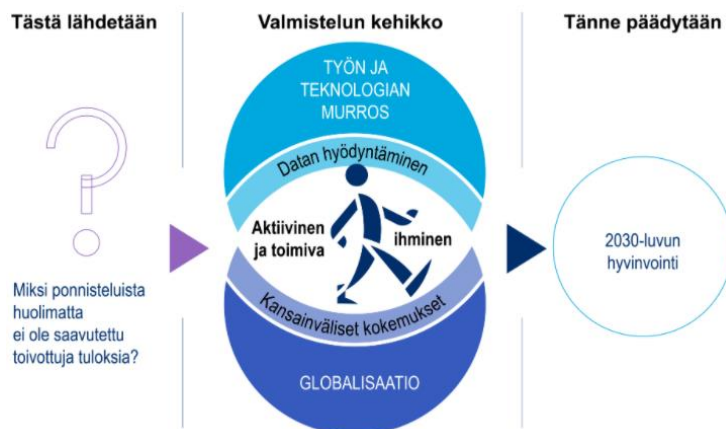 Tästä lähdetään
Valmistelun kehikko
Tänne päädytään
TYÖN JA
TEKNOLOGIAN
MURROS
Datan hyödyntäminen
Aktiivinen
ja toimiva
ihminen
Kansainväliset kokemukset
GLOBALISAATIO
Miksi ponnisteluista
huolimatta
ei ole saavutettu
toivottuja tuloksia?
2030-luvun
hyvinvointi